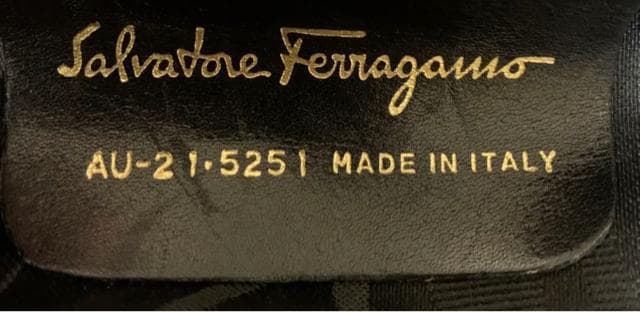 Salvatore Ferragamo
AU-21·5251 MADE IN ITALY